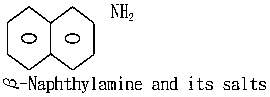 NH₂
β-Naphthylamine and its salts